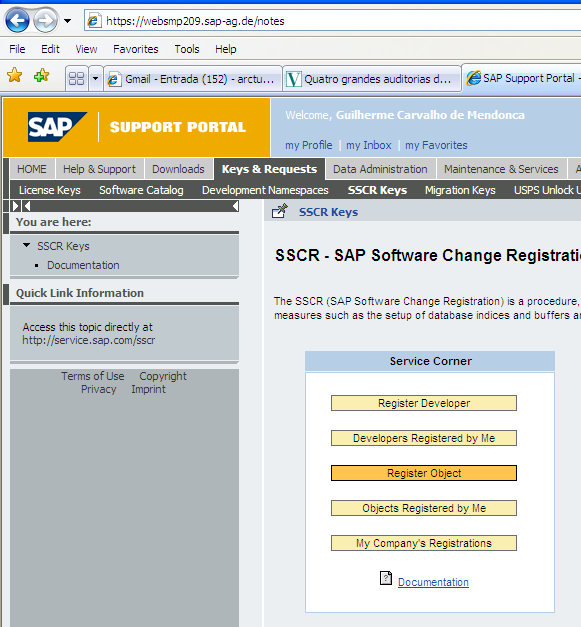 https://websmp209.sap-ag.de/notes
File Edit View Favorites Tools Help
Gmail - Entrada (152) - arctu... Quatro grandes auditorias d... SAP Support Portal -
SAP SUPPORT PORTAL
Welcome, Guilherme Carvalho de Mendonca
my Profile | my Inbox | my Favorites
HOME Help & Support Downloads Keys & Requests Data Administration Maintenance & Services A
License Keys Software Catalog Development Namespaces SSCR Keys Migration Keys USPS Unlock U
You are here:
SSCR Keys
Documentation
Quick Link Information
Access this topic directly at
http://service.sap.com/sscr
Terms of Use Copyright
Privacy Imprint
SSCR Keys
SSCR - SAP Software Change Registrati
The SSCR (SAP Software Change Registration) is a procedure,
measures such as the setup of database indices and buffers a
Service Corner
Register Developer
Developers Registered by Me
Register Object
Objects Registered by Me
My Company's Registrations
Documentation